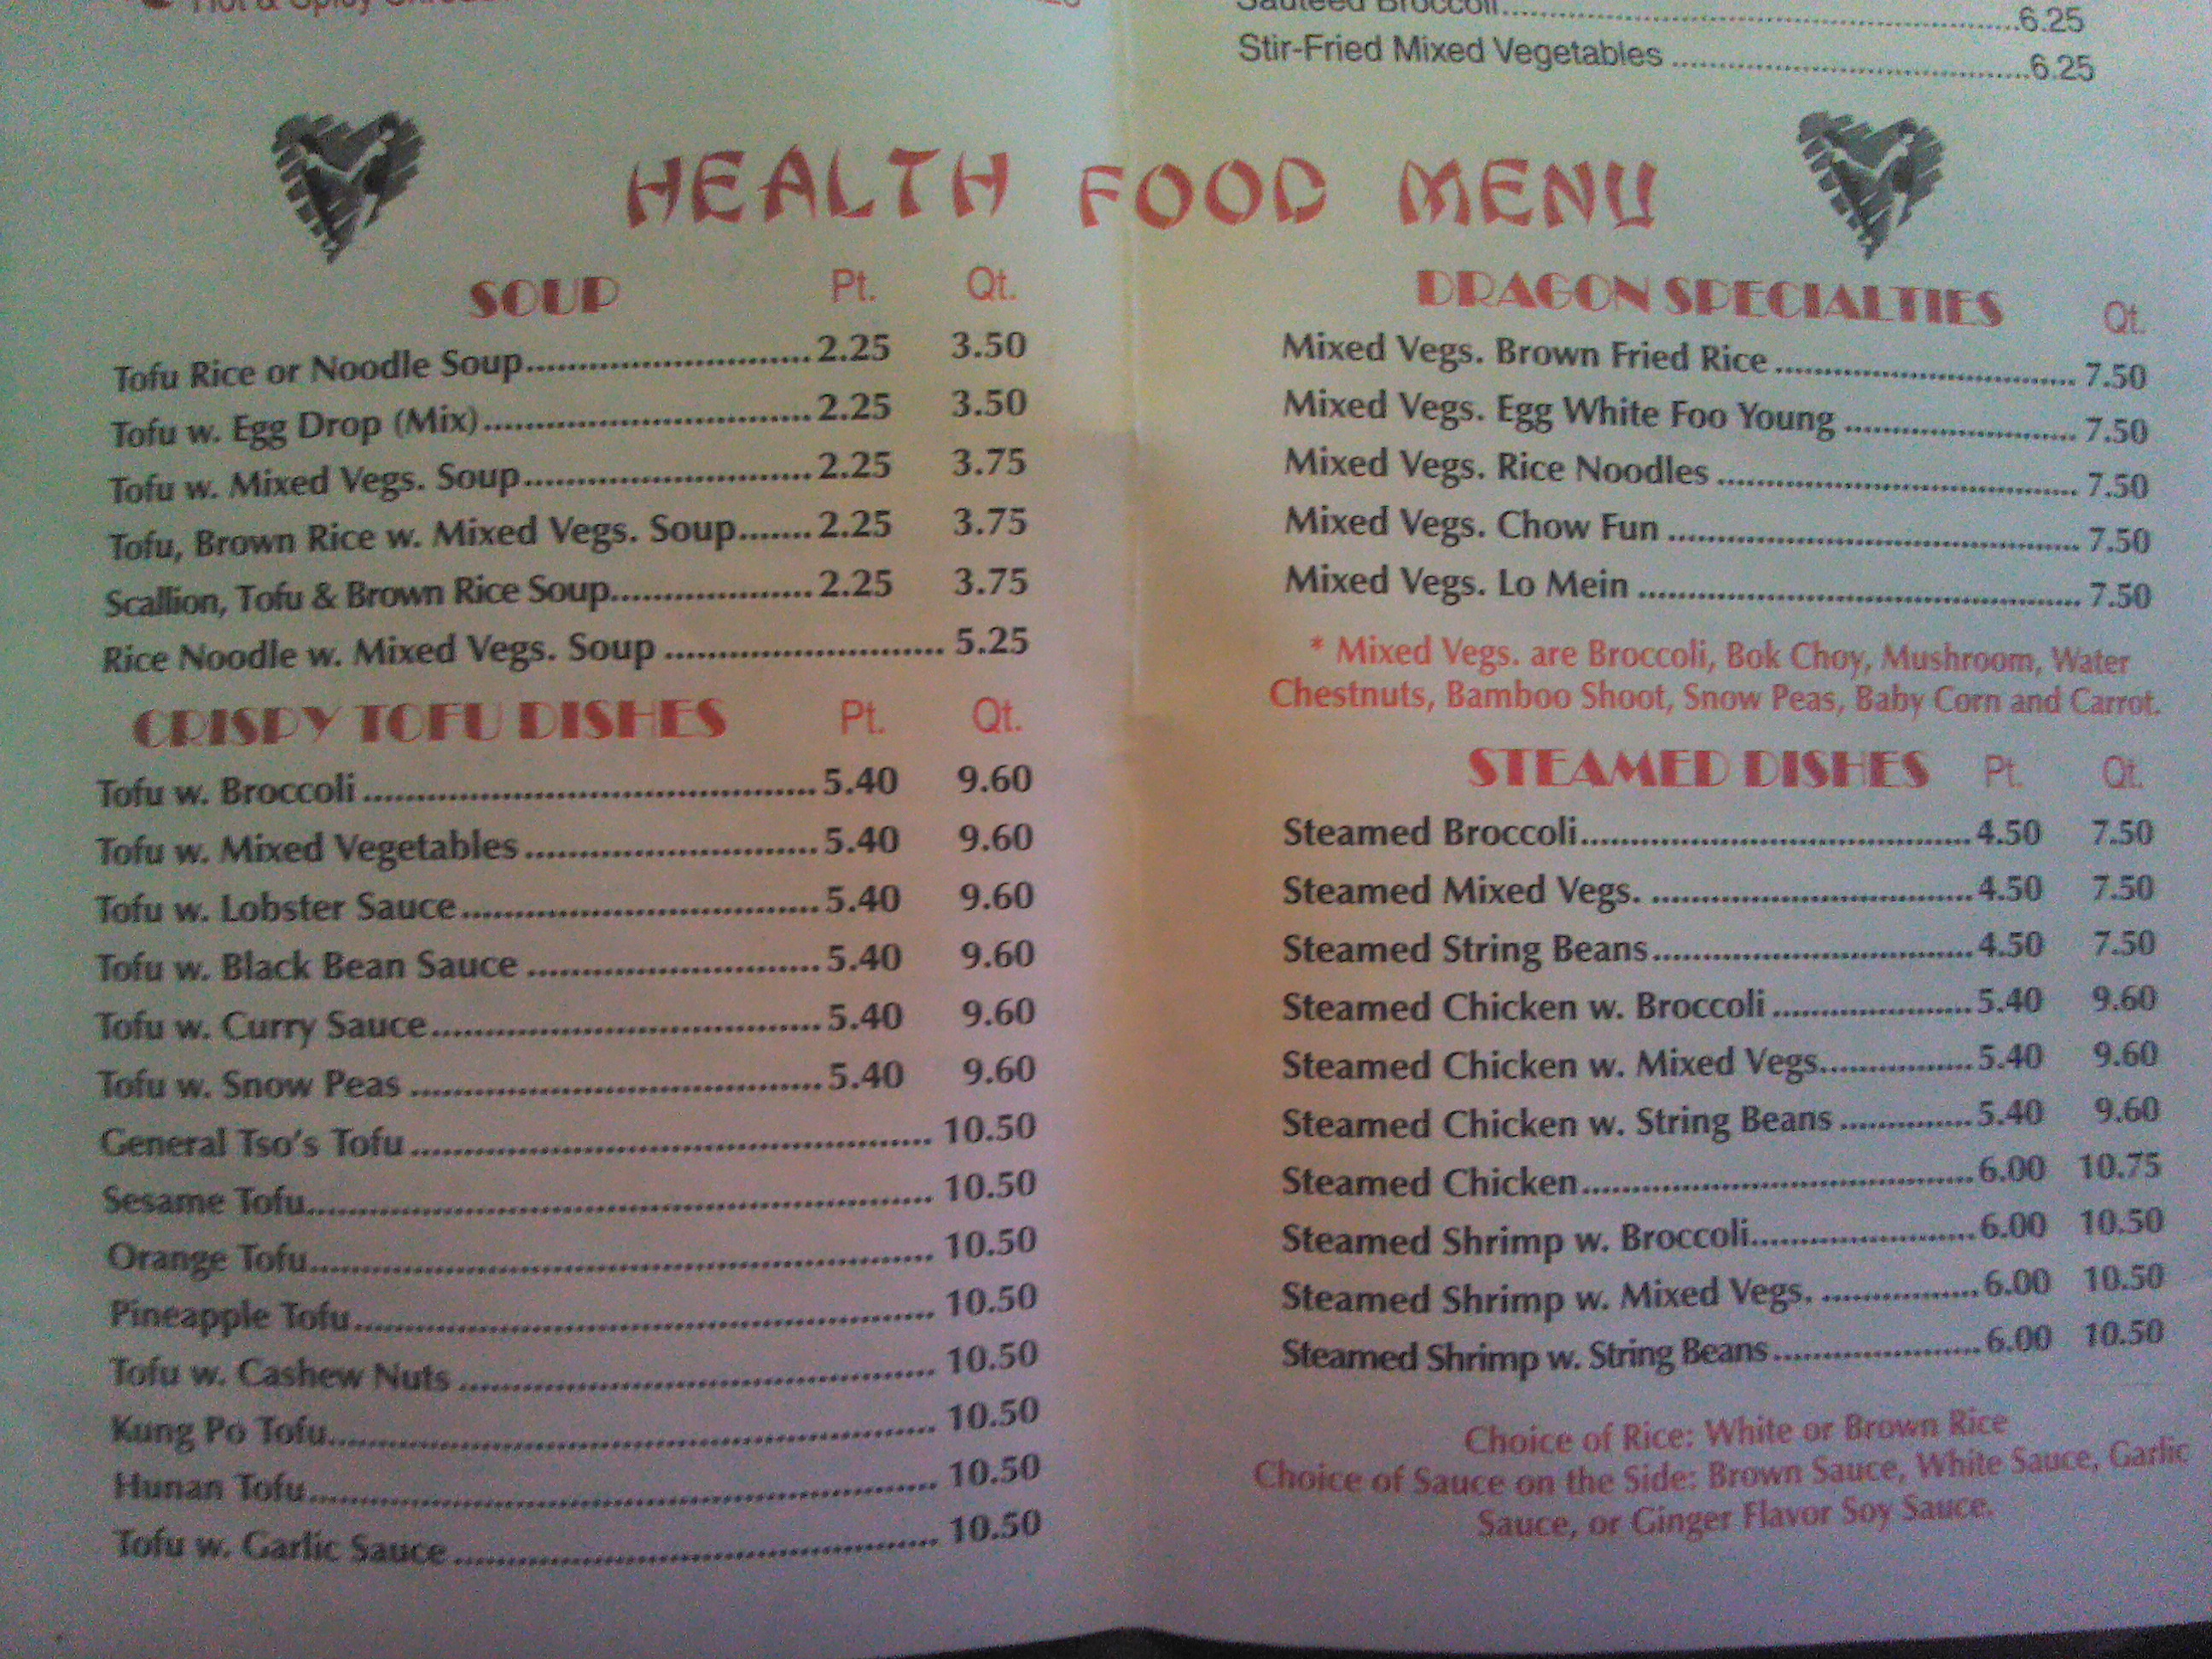 Hot & Spicy
Sauteed Broccoli..........6.25
Stir-Fried Mixed Vegetables ..........6.25
HEALTH FOOD MENU
SOUP Pt. Qt.
Tofu Rice or Noodle Soup..........2.25 3.50
Tofu w. Egg Drop (Mix)..........2.25 3.50
Tofu w. Mixed Vegs. Soup..........2.25 3.75
Tofu, Brown Rice w. Mixed Vegs. Soup.......2.25 3.75
Scallion, Tofu & Brown Rice Soup..........2.25 3.75
Rice Noodle w. Mixed Vegs. Soup .......... 5.25
CRISPY TOFU DISHES Pt. Qt.
Tofu w. Broccoli..........5.40 9.60
Tofu w. Mixed Vegetables..........5.40 9.60
Tofu w. Lobster Sauce..........5.40 9.60
Tofu w. Black Bean Sauce ..........5.40 9.60
Tofu w. Curry Sauce..........5.40 9.60
Tofu w. Snow Peas ..........5.40 9.60
General Tso's Tofu .......... 10.50
Sesame Tofu.......... 10.50
Orange Tofu.......... 10.50
Pineapple Tofu.......... 10.50
Tofu w. Cashew Nuts .......... 10.50
Kung Po Tofu.......... 10.50
Hunan Tofu.......... 10.50
Tofu w. Garlic Sauce .......... 10.50
DRAGON SPECIALTIES Qt.
Mixed Vegs. Brown Fried Rice .......... 7.50
Mixed Vegs. Egg White Foo Young .......... 7.50
Mixed Vegs. Rice Noodles .......... 7.50
Mixed Vegs. Chow Fun .......... 7.50
Mixed Vegs. Lo Mein .......... 7.50
* Mixed Vegs. are Broccoli, Bok Choy, Mushroom, Water
Chestnuts, Bamboo Shoot, Snow Peas, Baby Corn and Carrot.
STEAMED DISHES Pt. Qt.
Steamed Broccoli..........4.50 7.50
Steamed Mixed Vegs. ..........4.50 7.50
Steamed String Beans..........4.50 7.50
Steamed Chicken w. Broccoli ..........5.40 9.60
Steamed Chicken w. Mixed Vegs..........5.40 9.60
Steamed Chicken w. String Beans ..........5.40 9.60
Steamed Chicken..........6.00 10.75
Steamed Shrimp w. Broccoli..........6.00 10.50
Steamed Shrimp w. Mixed Vegs. ..........6.00 10.50
Steamed Shrimp w. String Beans..........6.00 10.50
Choice of Rice: White or Brown Rice
Choice of Sauce on the Side: Brown Sauce, White Sauce, Garlic
Sauce, or Ginger Flavor Soy Sauce.